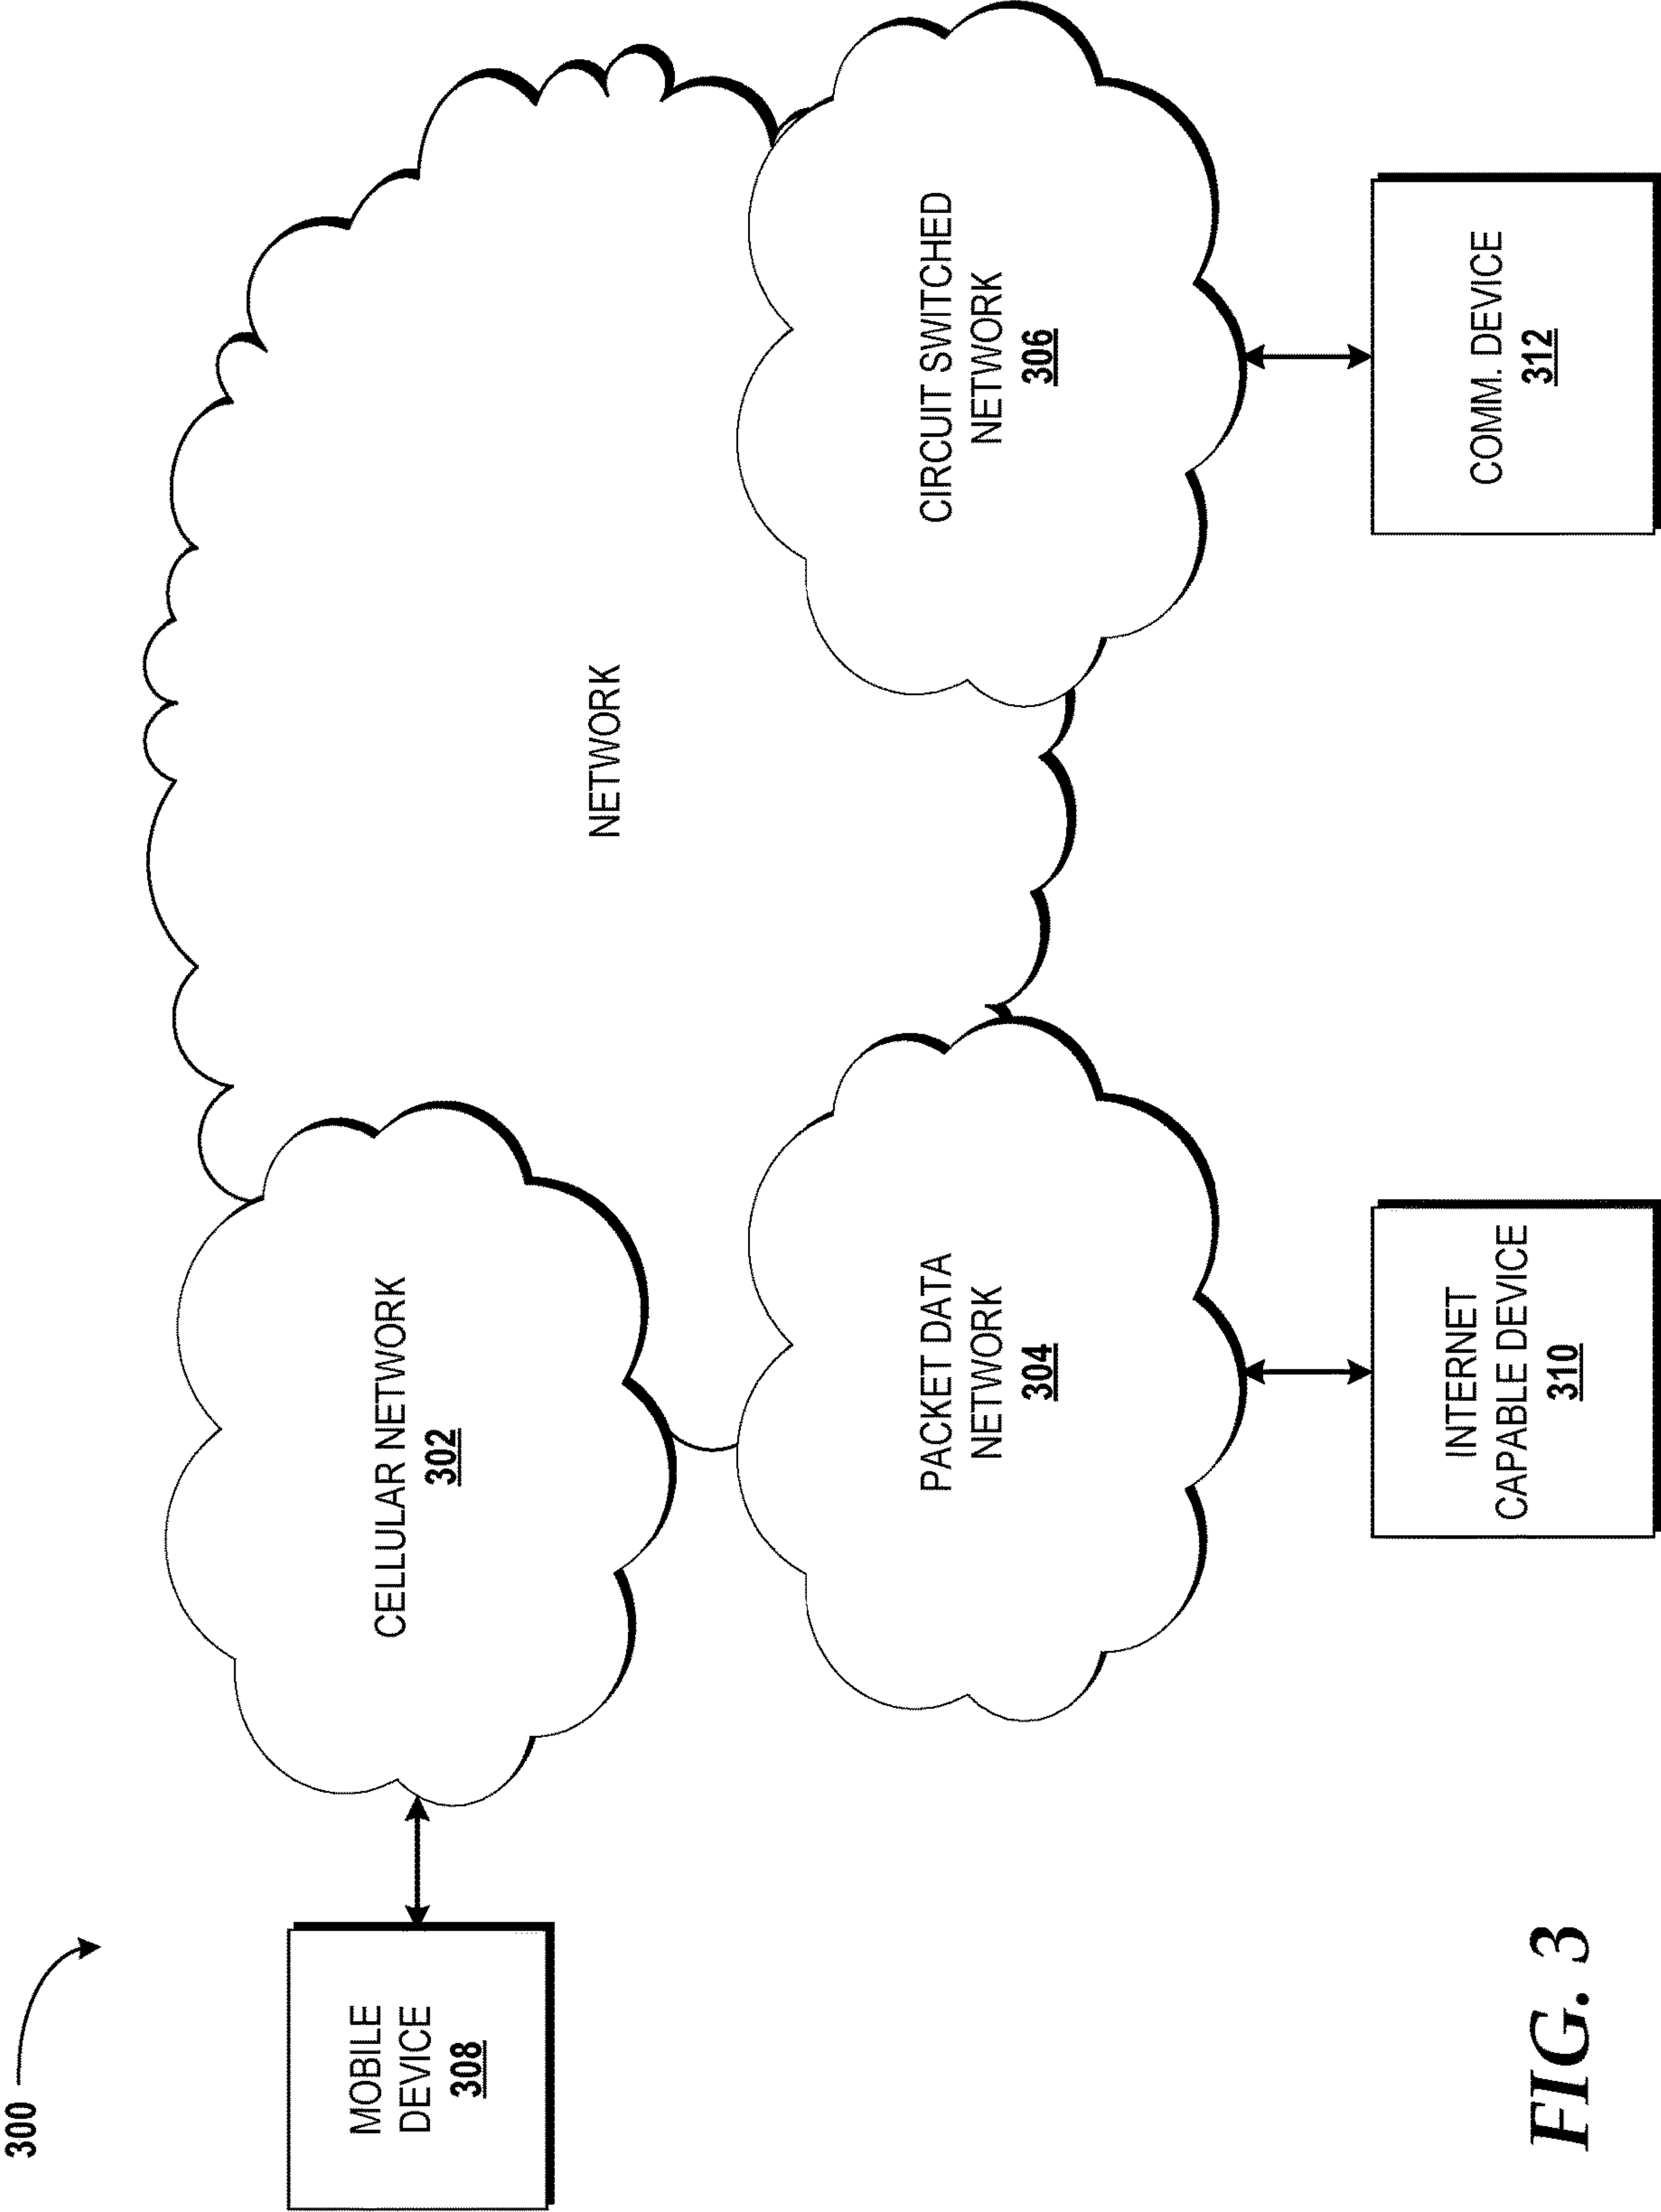 300
MOBILE
DEVICE
308
CELLULAR NETWORK
302
NETWORK
PACKET DATA
NETWORK
304
CIRCUIT SWITCHED
NETWORK
306
INTERNET
CAPABLE DEVICE
310
COMM. DEVICE
312
FIG. 3